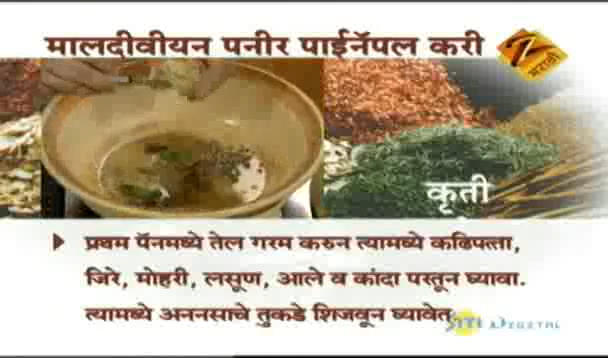 मालदीवीयन पनीर पाईनॅपल करी
मराठी
कृती
प्रथम पॅनमध्ये तेल गरम करुन त्यामध्ये कढिपत्ता,
जिरे, मोहरी, लसूण, आले व कांदा परतून घ्यावा.
त्यामध्ये अननसाचे तुकडे शिजवून घ्यावेत